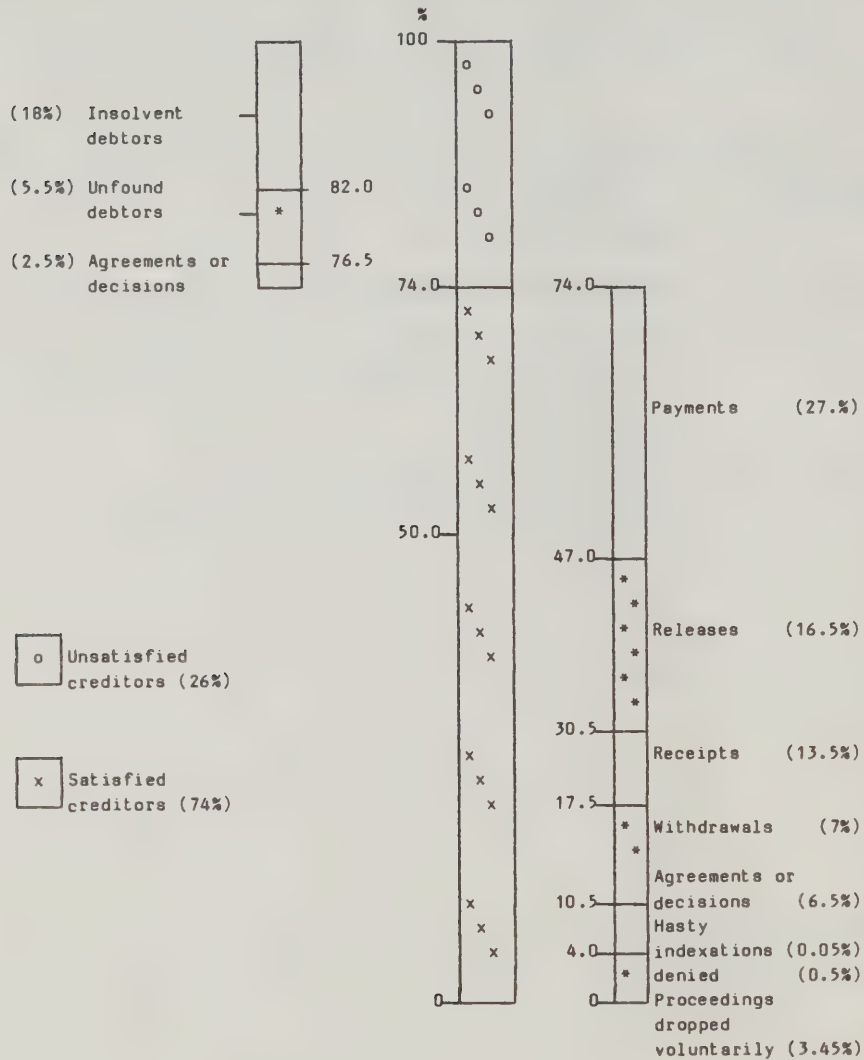 %
100
(18%) Insolvent
debtors
(5.5%) Unfound
debtors
82.0
*
(2.5%) Agreements or
decisions
76.5
o
o
o
o
o
o
74.0
x
x
x
x
x
x
50.0
x
x
x
x
x
x
x
x
x
0
o Unsatisfied
creditors (26%)
x Satisfied
creditors (74%)
74.0
Payments (27.%)
47.0
*
*
* Releases (16.5%)
*
*
*
30.5
Receipts (13.5%)
17.5
* Withdrawals (7%)
*
Agreements or
10.5 decisions (6.5%)
Hasty
4.0 indexations (0.05%)
* denied (0.5%)
0 Proceedings
dropped
voluntarily (3.45%)